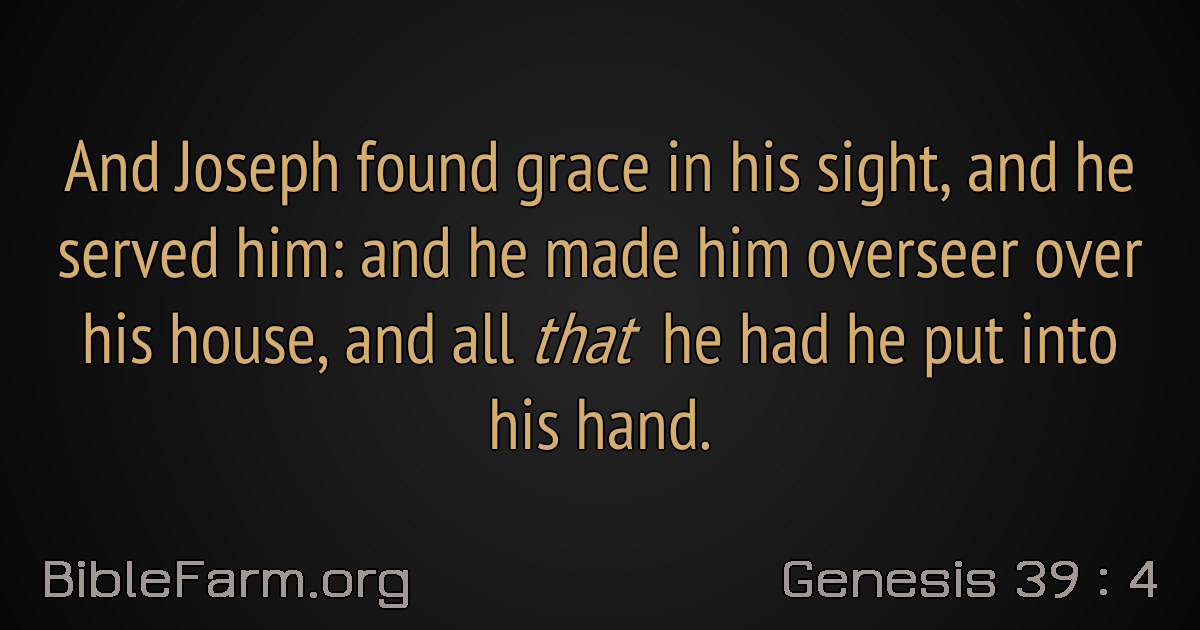 And Joseph found grace in his sight, and he
served him: and he made him overseer over
his house, and all that he had he put into
his hand.
BibleFarm.org
Genesis 39 : 4